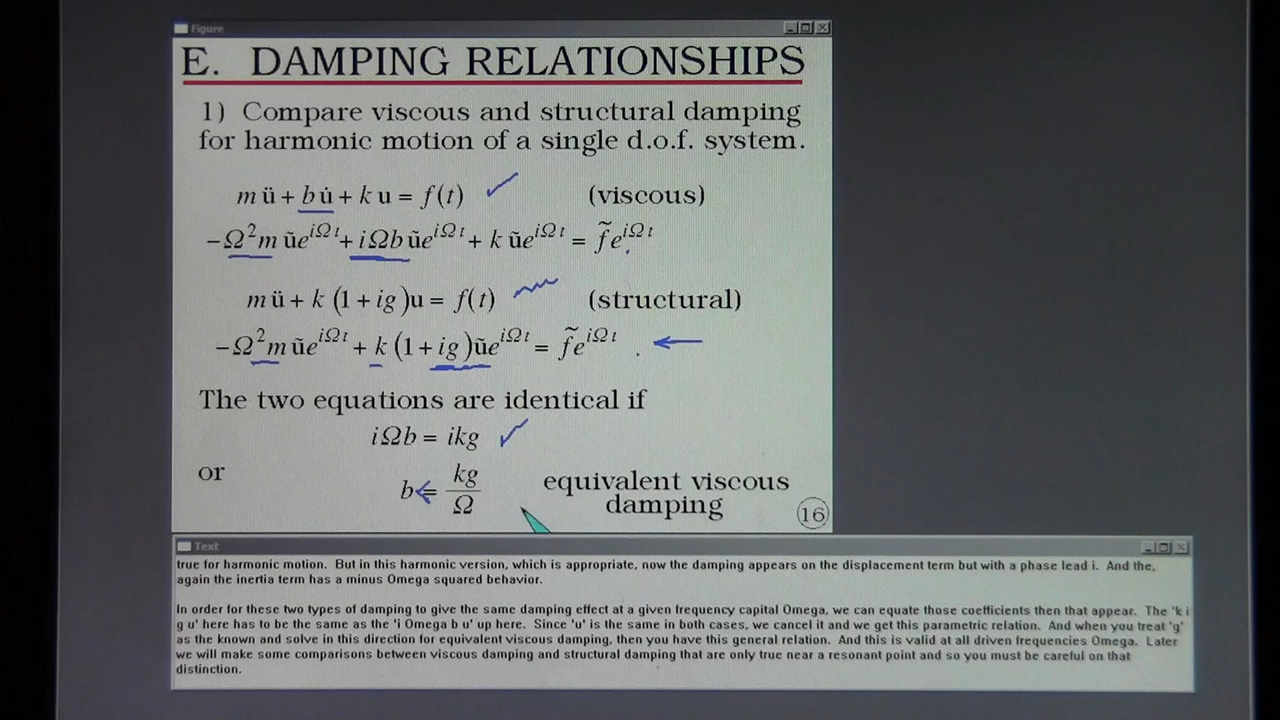 Figure
E. DAMPING RELATIONSHIPS
1) Compare viscous and structural damping
for harmonic motion of a single d.o.f. system.
m ü + b u̇ + k u = f(t) (viscous)
−Ω²m ũe^{iΩt} + iΩb ũe^{iΩt} + k ũe^{iΩt} = f̃e^{iΩt}
m ü + k (1 + ig)u = f(t) (structural)
−Ω²m ũe^{iΩt} + k (1 + ig)ũe^{iΩt} = f̃e^{iΩt}
The two equations are identical if
iΩb = ikg
or
b = kg/Ω
equivalent viscous
damping
16
Text
true for harmonic motion. But in this harmonic version, which is appropriate, now the damping appears on the displacement term but with a phase lead i. And the,
again the inertia term has a minus Omega squared behavior.
In order for these two types of damping to give the same damping effect at a given frequency capital Omega, we can equate those coefficients then that appear. The 'k i
g u' here has to be the same as the 'i Omega b u' up here. Since 'u' is the same in both cases, we cancel it and we get this parametric relation. And when you treat 'g'
as the known and solve in this direction for equivalent viscous damping, then you have this general relation. And this is valid at all driven frequencies Omega. Later
we will make some comparisons between viscous damping and structural damping that are only true near a resonant point and so you must be careful on that
distinction.